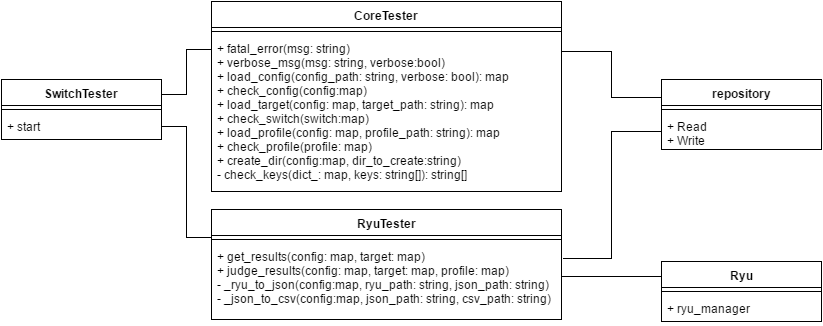 CoreTester
+ fatal_error(msg: string)
+ verbose_msg(msg: string, verbose:bool)
+ load_config(config_path: string, verbose: bool): map
+ check_config(config:map)
+ load_target(config: map, target_path: string): map
+ check_switch(switch:map)
+ load_profile(config: map, profile_path: string): map
+ check_profile(profile: map)
+ create_dir(config:map, dir_to_create:string)
- check_keys(dict_: map, keys: string[]): string[]
SwitchTester
+ start
repository
+ Read
+ Write
RyuTester
+ get_results(config: map, target: map)
+ judge_results(config: map, target: map, profile: map)
- _ryu_to_json(config:map, ryu_path: string, json_path: string)
- _json_to_csv(config:map, json_path: string, csv_path: string)
Ryu
+ ryu_manager